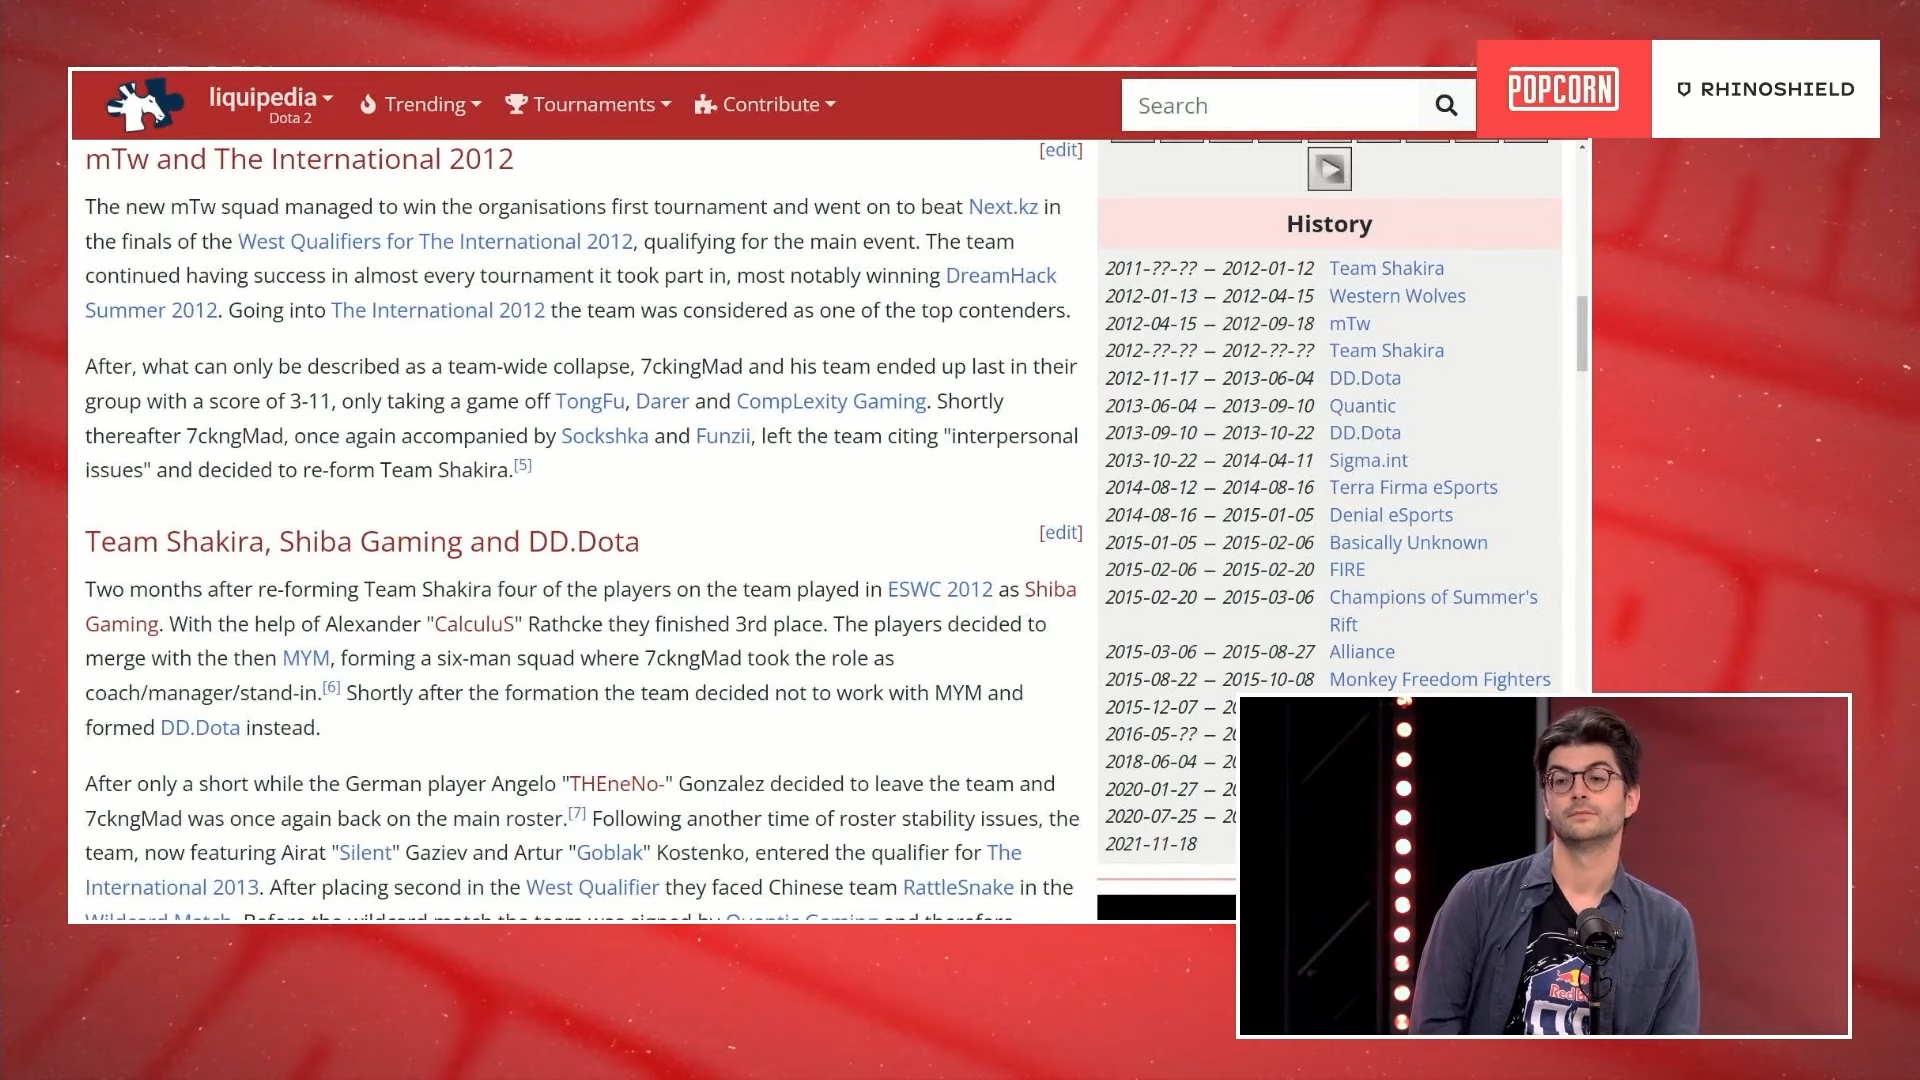 liquipedia
Dota 2
Trending
Tournaments
Contribute
Search
POPCORN
RHINOSHIELD
mTw and The International 2012
[edit]
The new mTw squad managed to win the organisations first tournament and went on to beat Next.kz in
the finals of the West Qualifiers for The International 2012, qualifying for the main event. The team
continued having success in almost every tournament it took part in, most notably winning DreamHack
Summer 2012. Going into The International 2012 the team was considered as one of the top contenders.
After, what can only be described as a team-wide collapse, 7ckingMad and his team ended up last in their
group with a score of 3-11, only taking a game off TongFu, Darer and CompLexity Gaming. Shortly
thereafter 7ckngMad, once again accompanied by Sockshka and Funzii, left the team citing "interpersonal
issues" and decided to re-form Team Shakira.[5]
Team Shakira, Shiba Gaming and DD.Dota
[edit]
Two months after re-forming Team Shakira four of the players on the team played in ESWC 2012 as Shiba
Gaming. With the help of Alexander "CalculuS" Rathcke they finished 3rd place. The players decided to
merge with the then MYM, forming a six-man squad where 7ckngMad took the role as
coach/manager/stand-in.[6] Shortly after the formation the team decided not to work with MYM and
formed DD.Dota instead.
After only a short while the German player Angelo "THEneNo-" Gonzalez decided to leave the team and
7ckngMad was once again back on the main roster.[7] Following another time of roster stability issues, the
team, now featuring Airat "Silent" Gaziev and Artur "Goblak" Kostenko, entered the qualifier for The
International 2013. After placing second in the West Qualifier they faced Chinese team RattleSnake in the
Wildcard Match. Before the wildcard match the team was signed by Quantic Gaming and therefore
History
2011-??-?? — 2012-01-12 Team Shakira
2012-01-13 — 2012-04-15 Western Wolves
2012-04-15 — 2012-09-18 mTw
2012-??-?? — 2012-??-?? Team Shakira
2012-11-17 — 2013-06-04 DD.Dota
2013-06-04 — 2013-09-10 Quantic
2013-09-10 — 2013-10-22 DD.Dota
2013-10-22 — 2014-04-11 Sigma.int
2014-08-12 — 2014-08-16 Terra Firma eSports
2014-08-16 — 2015-01-05 Denial eSports
2015-01-05 — 2015-02-06 Basically Unknown
2015-02-06 — 2015-02-20 FIRE
2015-02-20 — 2015-03-06 Champions of Summer's
Rift
2015-03-06 — 2015-08-27 Alliance
2015-08-22 — 2015-10-08 Monkey Freedom Fighters
2015-12-07 — 20
2016-05-?? — 20
2018-06-04 — 20
2020-01-27 — 20
2020-07-25 — 20
2021-11-18